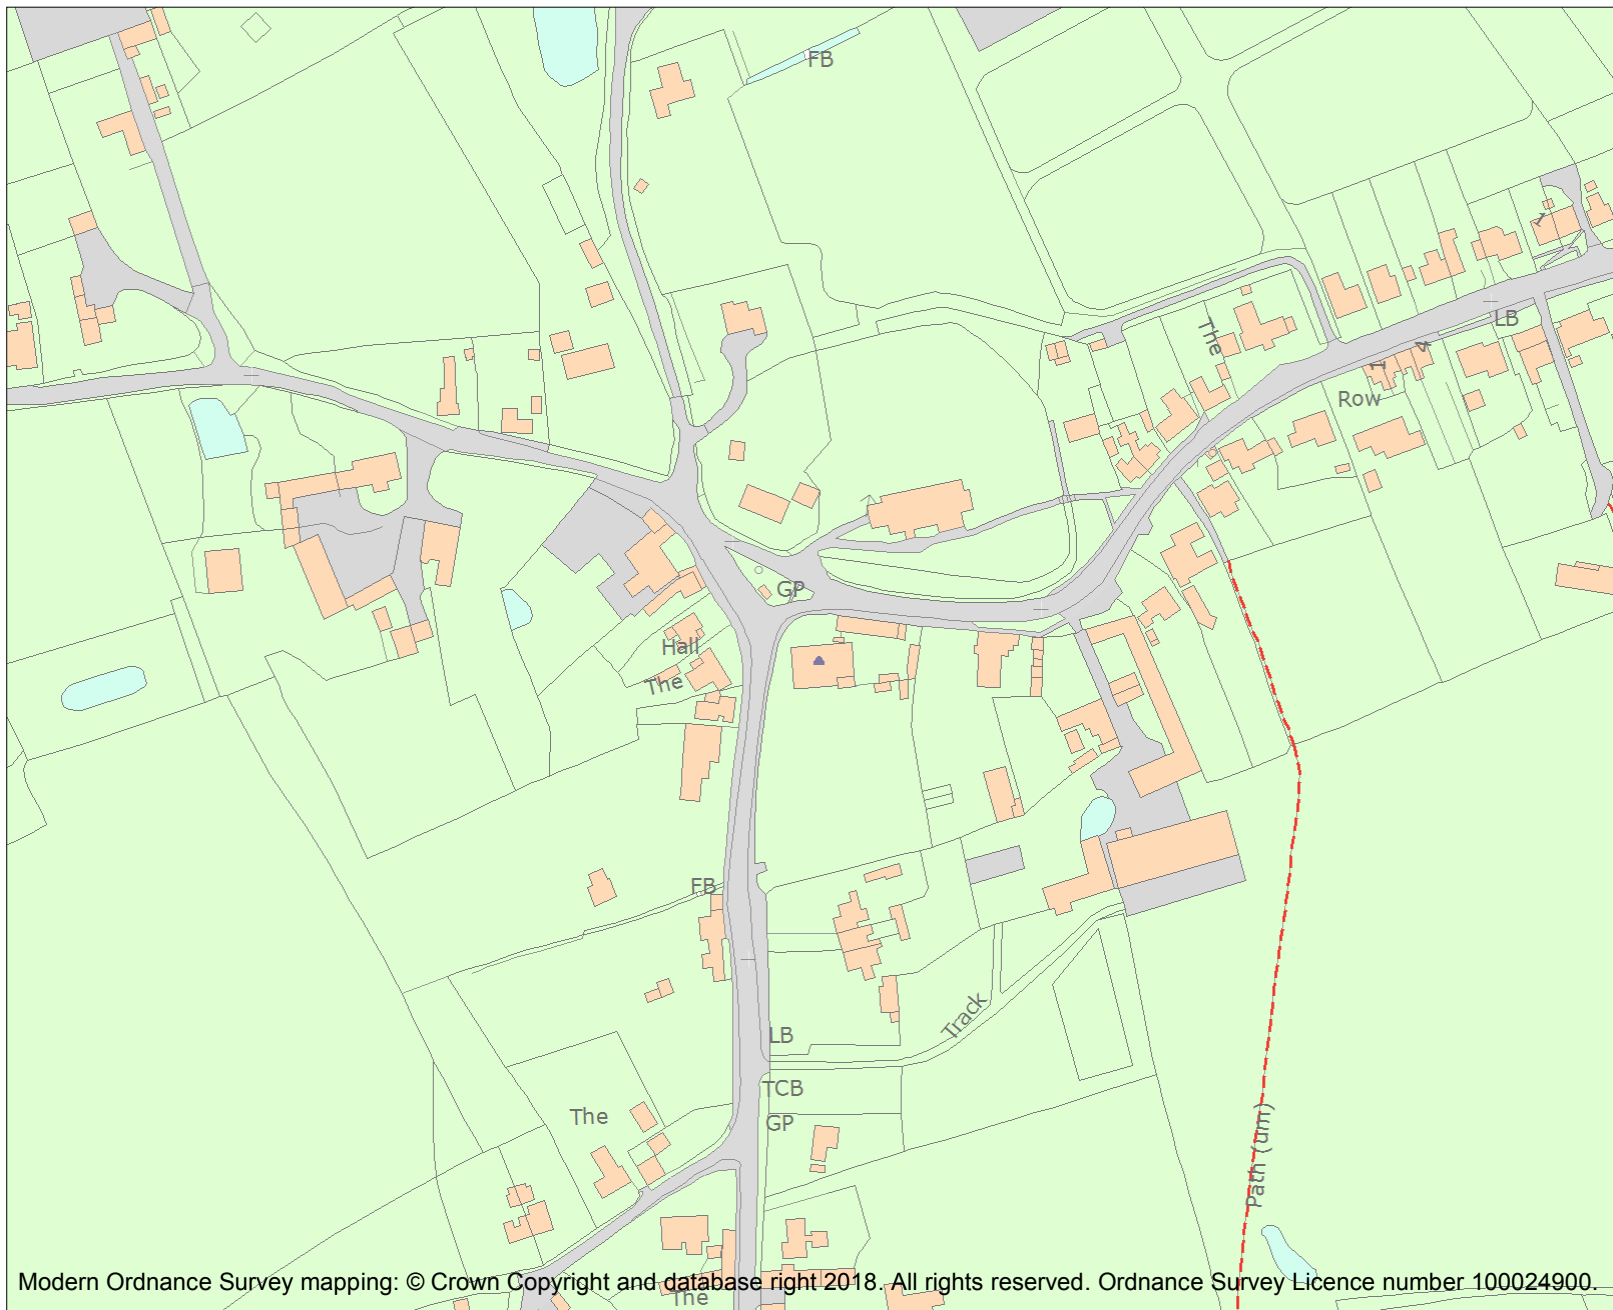 FB
1
The
LB
4
1
Row
GP
Hall
The
FB
Track
LB
TCB
GP
The
Path (um)
The
Modern Ordnance Survey mapping: © Crown Copyright and database right 2018. All rights reserved. Ordnance Survey Licence number 100024900.